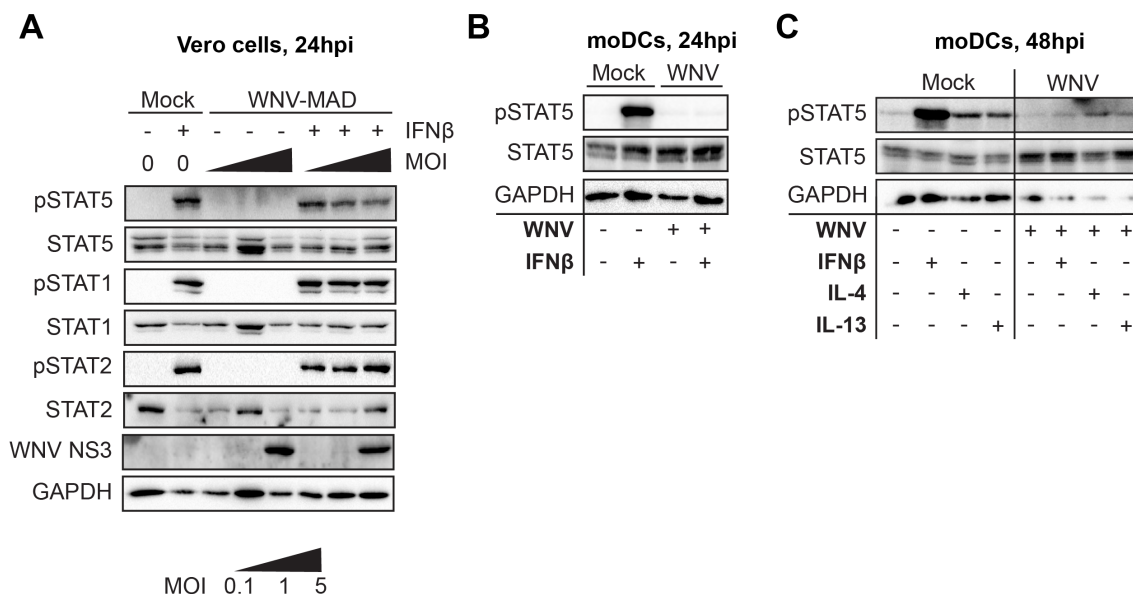 A
Vero cells, 24hpi
Mock WNV-MAD
- + - - - + + + IFNβ
0 0 MOI
pSTAT5
STAT5
pSTAT1
STAT1
pSTAT2
STAT2
WNV NS3
GAPDH
MOI 0.1 1 5
B
moDCs, 24hpi
Mock WNV
pSTAT5
STAT5
GAPDH
WNV - - + +
IFNβ - + - +
C
moDCs, 48hpi
Mock WNV
pSTAT5
STAT5
GAPDH
WNV - - - - + + + +
IFNβ - + - - - + - -
IL-4 - - + - - - + -
IL-13 - - - + - - - +